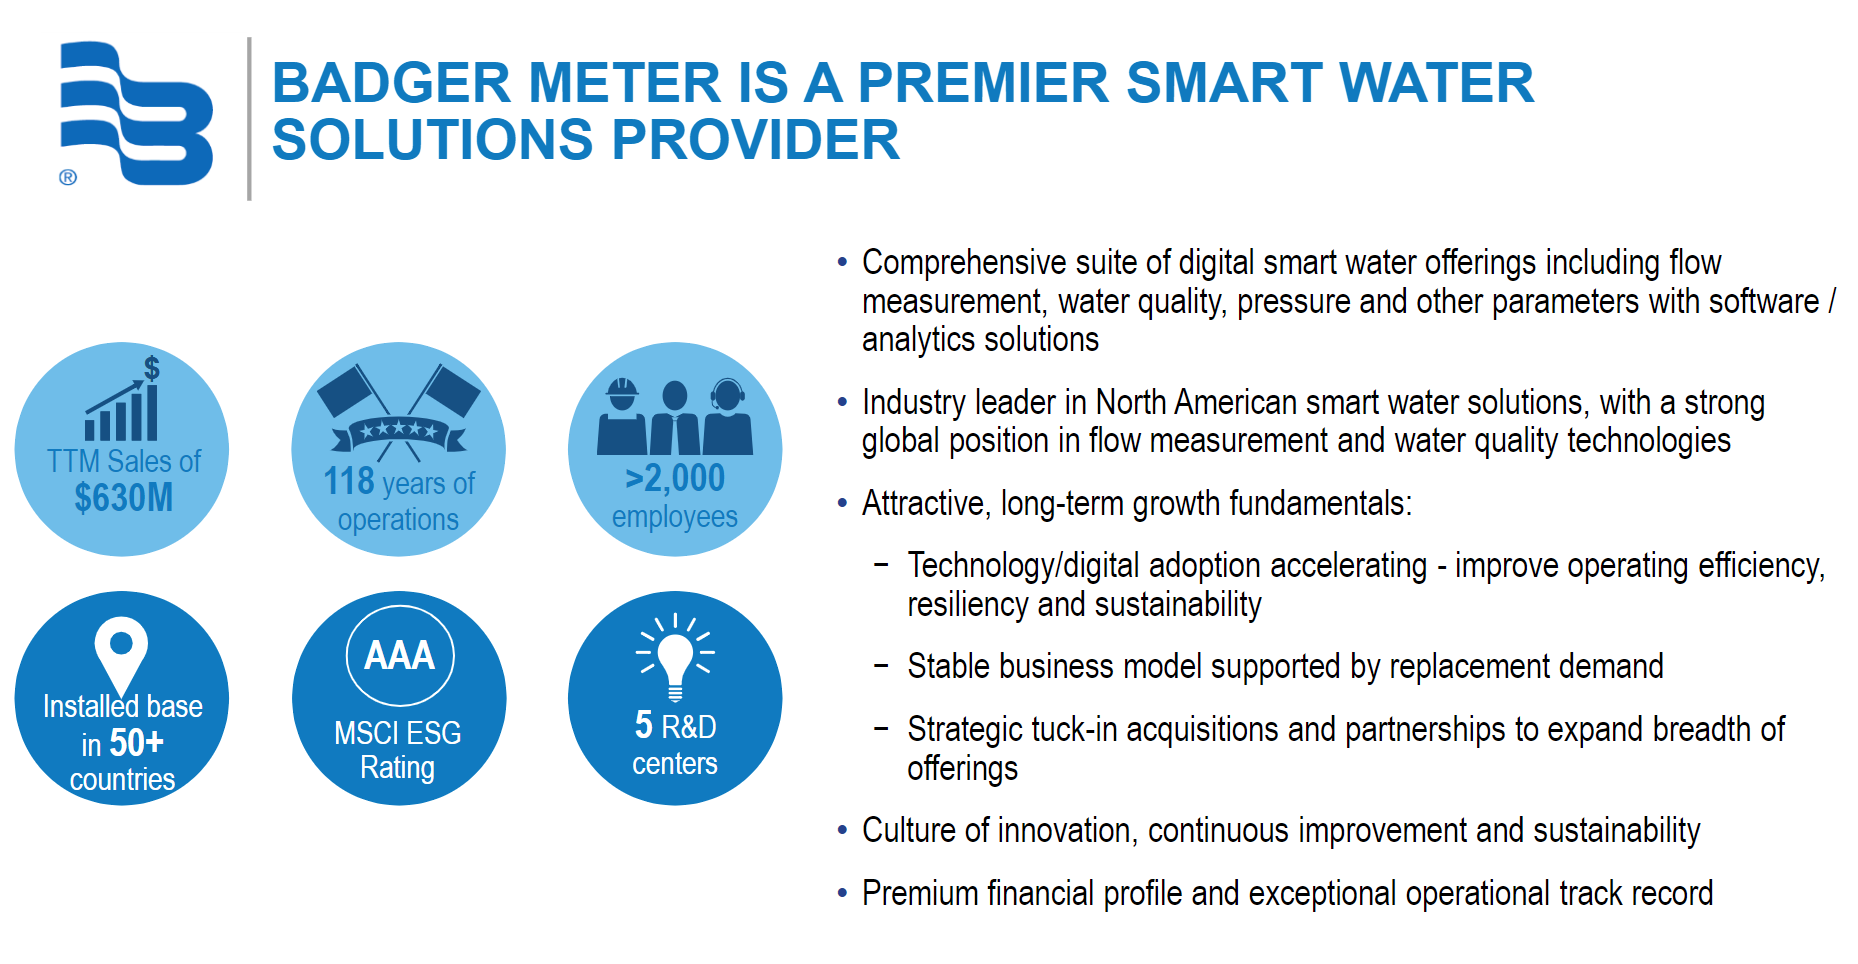 BADGER METER IS A PREMIER SMART WATER
SOLUTIONS PROVIDER
®
$
TTM Sales of
$630M
118 years of
operations
>2,000
employees
Installed base
in 50+
countries
AAA
MSCI ESG
Rating
5 R&D
centers
• Comprehensive suite of digital smart water offerings including flow
measurement, water quality, pressure and other parameters with software /
analytics solutions
• Industry leader in North American smart water solutions, with a strong
global position in flow measurement and water quality technologies
• Attractive, long-term growth fundamentals:
− Technology/digital adoption accelerating - improve operating efficiency,
resiliency and sustainability
− Stable business model supported by replacement demand
− Strategic tuck-in acquisitions and partnerships to expand breadth of
offerings
• Culture of innovation, continuous improvement and sustainability
• Premium financial profile and exceptional operational track record